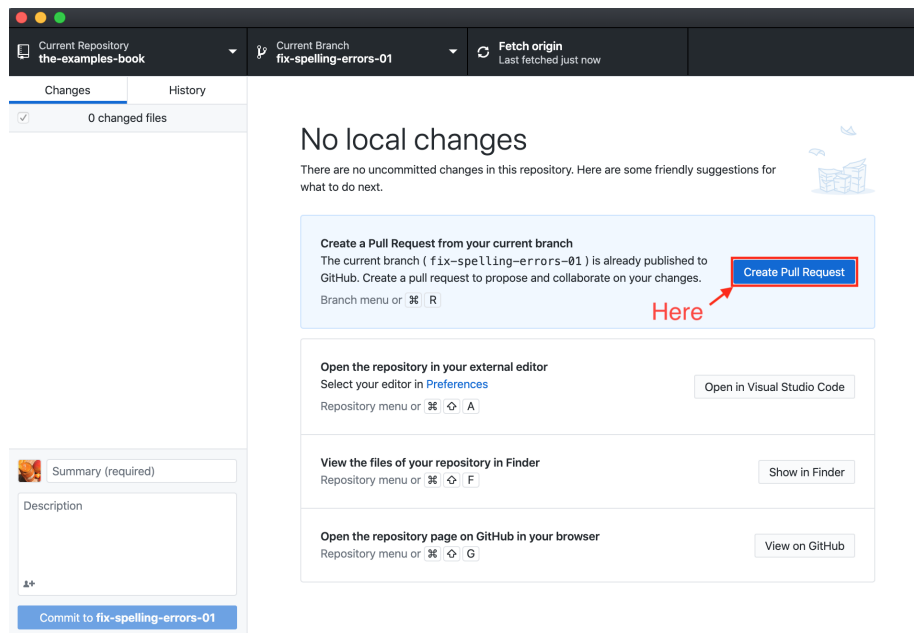 Current Repository
the-examples-book
Current Branch
fix-spelling-errors-01
Fetch origin
Last fetched just now
Changes
History
0 changed files
No local changes
There are no uncommitted changes in this repository. Here are some friendly suggestions for
what to do next.
Create a Pull Request from your current branch
The current branch ( fix-spelling-errors-01 ) is already published to
GitHub. Create a pull request to propose and collaborate on your changes.
Branch menu or ⌘ R
Create Pull Request
Here
Open the repository in your external editor
Select your editor in Preferences
Repository menu or ⌘ ⇧ A
Open in Visual Studio Code
View the files of your repository in Finder
Repository menu or ⌘ ⇧ F
Show in Finder
Open the repository page on GitHub in your browser
Repository menu or ⌘ ⇧ G
View on GitHub
Summary (required)
Description
Commit to fix-spelling-errors-01